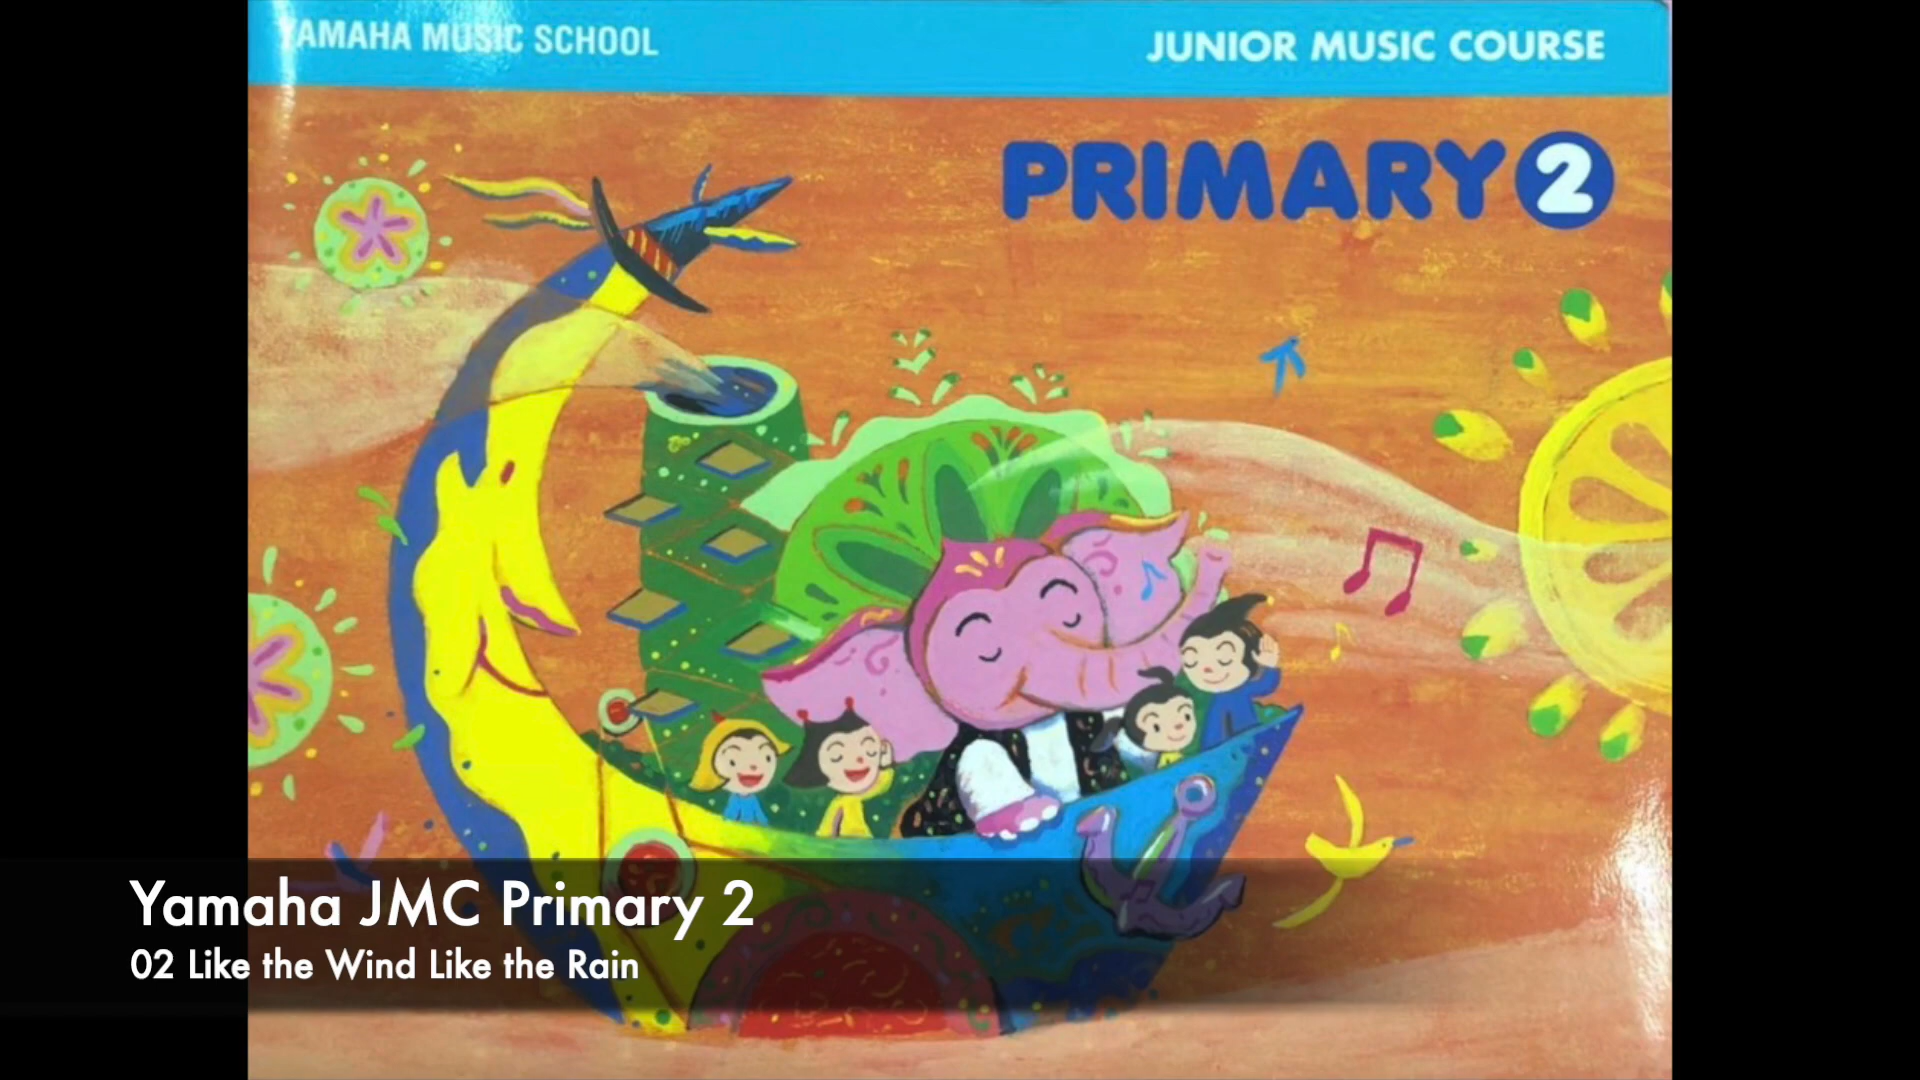 YAMAHA MUSIC SCHOOL
JUNIOR MUSIC COURSE
PRIMARY 2
Yamaha JMC Primary 2
02 Like the Wind Like the Rain